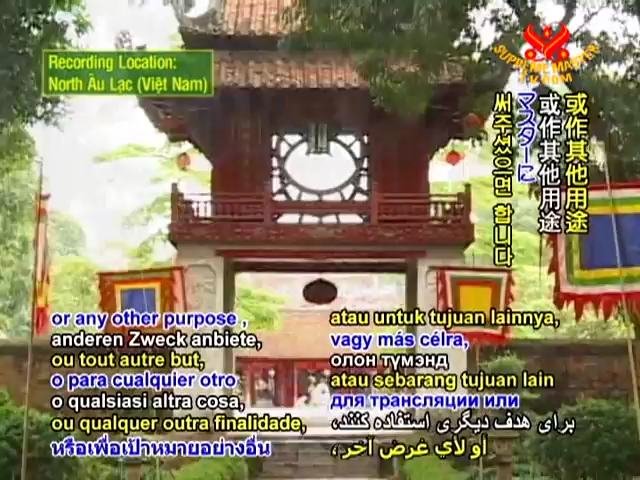 Recording Location:
North Âu Lạc (Việt Nam)
SUPREME MASTER
TV.COM
或作其他用途
或作其他用途
マスターに
써주셨으면 합니다
or any other purpose ,
anderen Zweck anbiete,
ou tout autre but,
o para cualquier otro
o qualsiasi altra cosa,
ou qualquer outra finalidade,
หรือเพื่อเป้าหมายอย่างอื่น
atau untuk tujuan lainnya,
vagy más célra,
олон түмэнд
atau sebarang tujuan lain
для трансляции или
برای هدف دیگری استفاده کنند،
أو لأي غرض آخر،